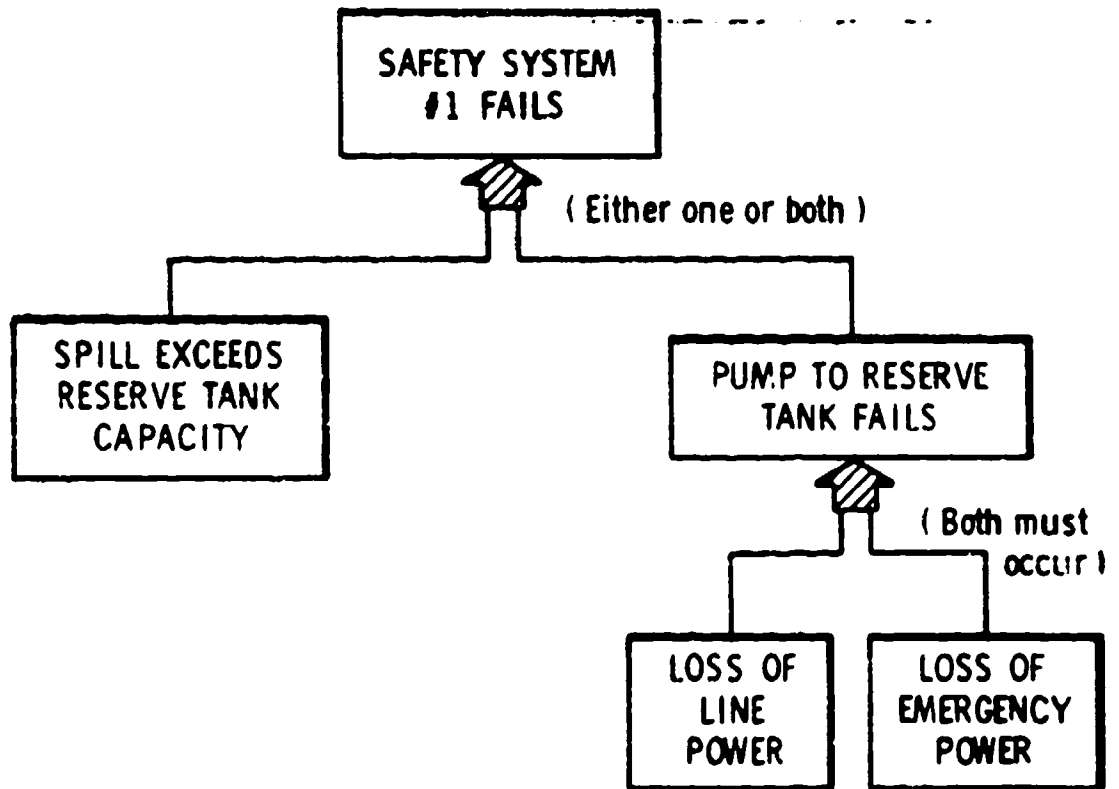 SAFETY SYSTEM
#1 FAILS
( Either one or both )
SPILL EXCEEDS
RESERVE TANK
CAPACITY
PUMP TO RESERVE
TANK FAILS
( Both must
occur )
LOSS OF
LINE
POWER
LOSS OF
EMERGENCY
POWER